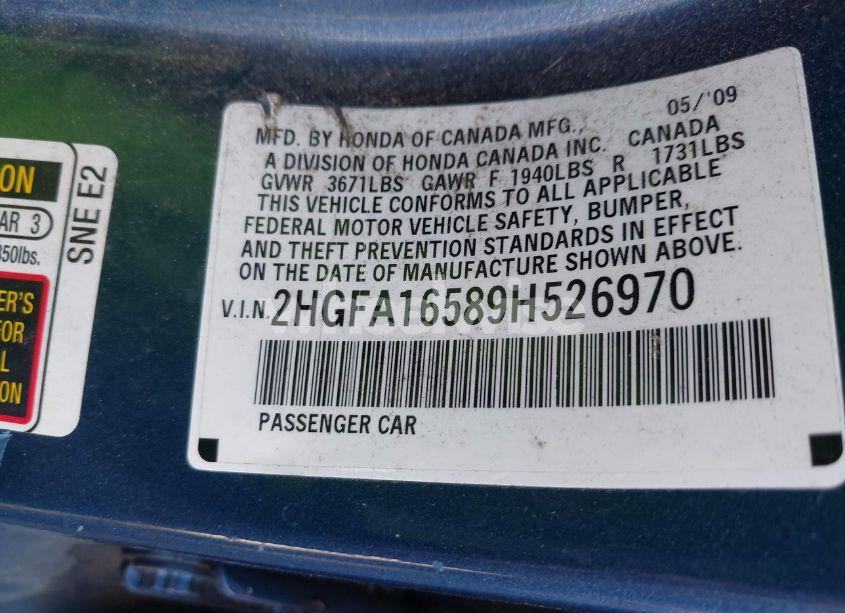 ON
AR 3
350lbs.
ER'S
FOR
L
ION
SNE E2
05/'09
MFD. BY HONDA OF CANADA MFG., CANADA
A DIVISION OF HONDA CANADA INC.
GVWR 3671LBS GAWR F 1940LBS R 1731LBS
THIS VEHICLE CONFORMS TO ALL APPLICABLE
FEDERAL MOTOR VEHICLE SAFETY, BUMPER,
AND THEFT PREVENTION STANDARDS IN EFFECT
ON THE DATE OF MANUFACTURE SHOWN ABOVE.
V.I.N. 2HGFA16589H526970
PASSENGER CAR